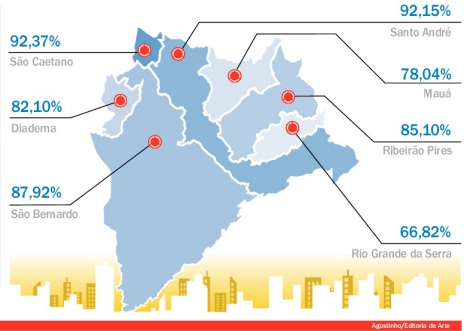 92,15%
Santo André
92,37%
São Caetano
78,04%
Mauá
82,10%
Diadema
85,10%
Ribeirão Pires
87,92%
São Bernardo
66,82%
Rio Grande da Serra
Agostinho/Editoria de Arte